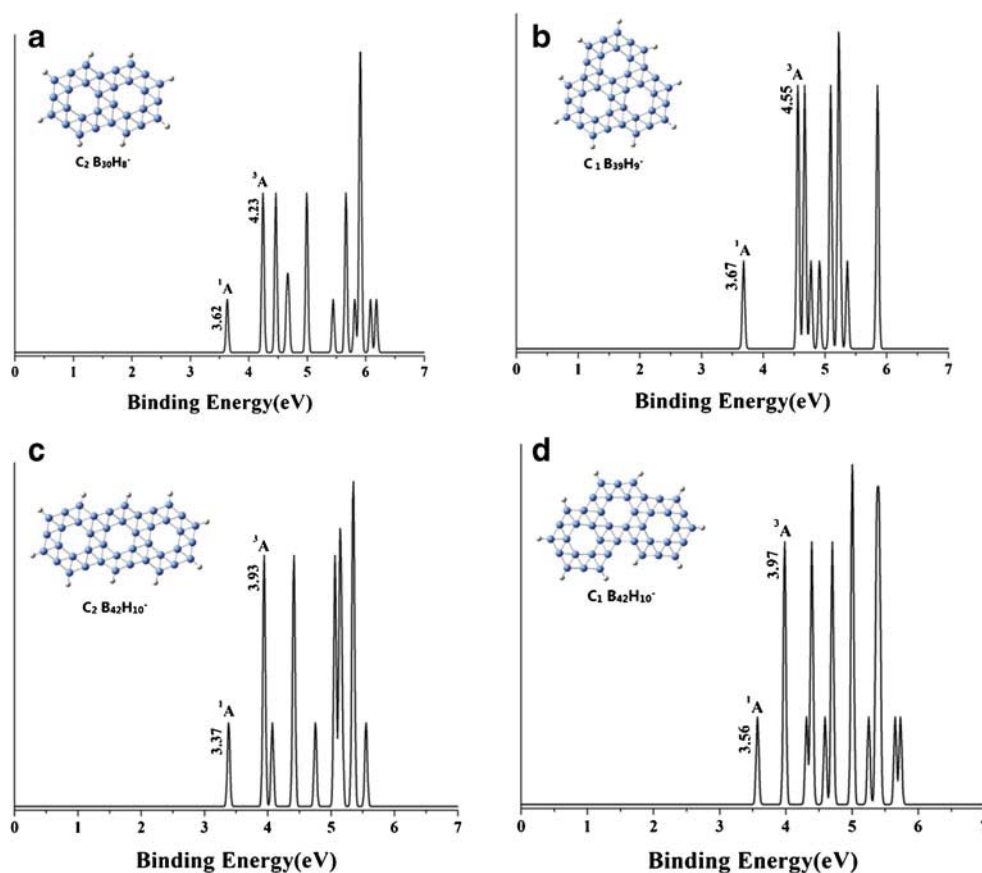 a
C₂ B₃₀H₈⁻
¹A
3.62
³A
4.23
0 1 2 3 4 5 6 7
Binding Energy(eV)
b
C₁ B₃₉H₉⁻
¹A
3.67
³A
4.55
0 1 2 3 4 5 6 7
Binding Energy(eV)
c
C₂ B₄₂H₁₀⁻
¹A
3.37
³A
3.93
0 1 2 3 4 5 6 7
Binding Energy(eV)
d
C₁ B₄₂H₁₀⁻
¹A
3.56
³A
3.97
0 1 2 3 4 5 6 7
Binding Energy(eV)